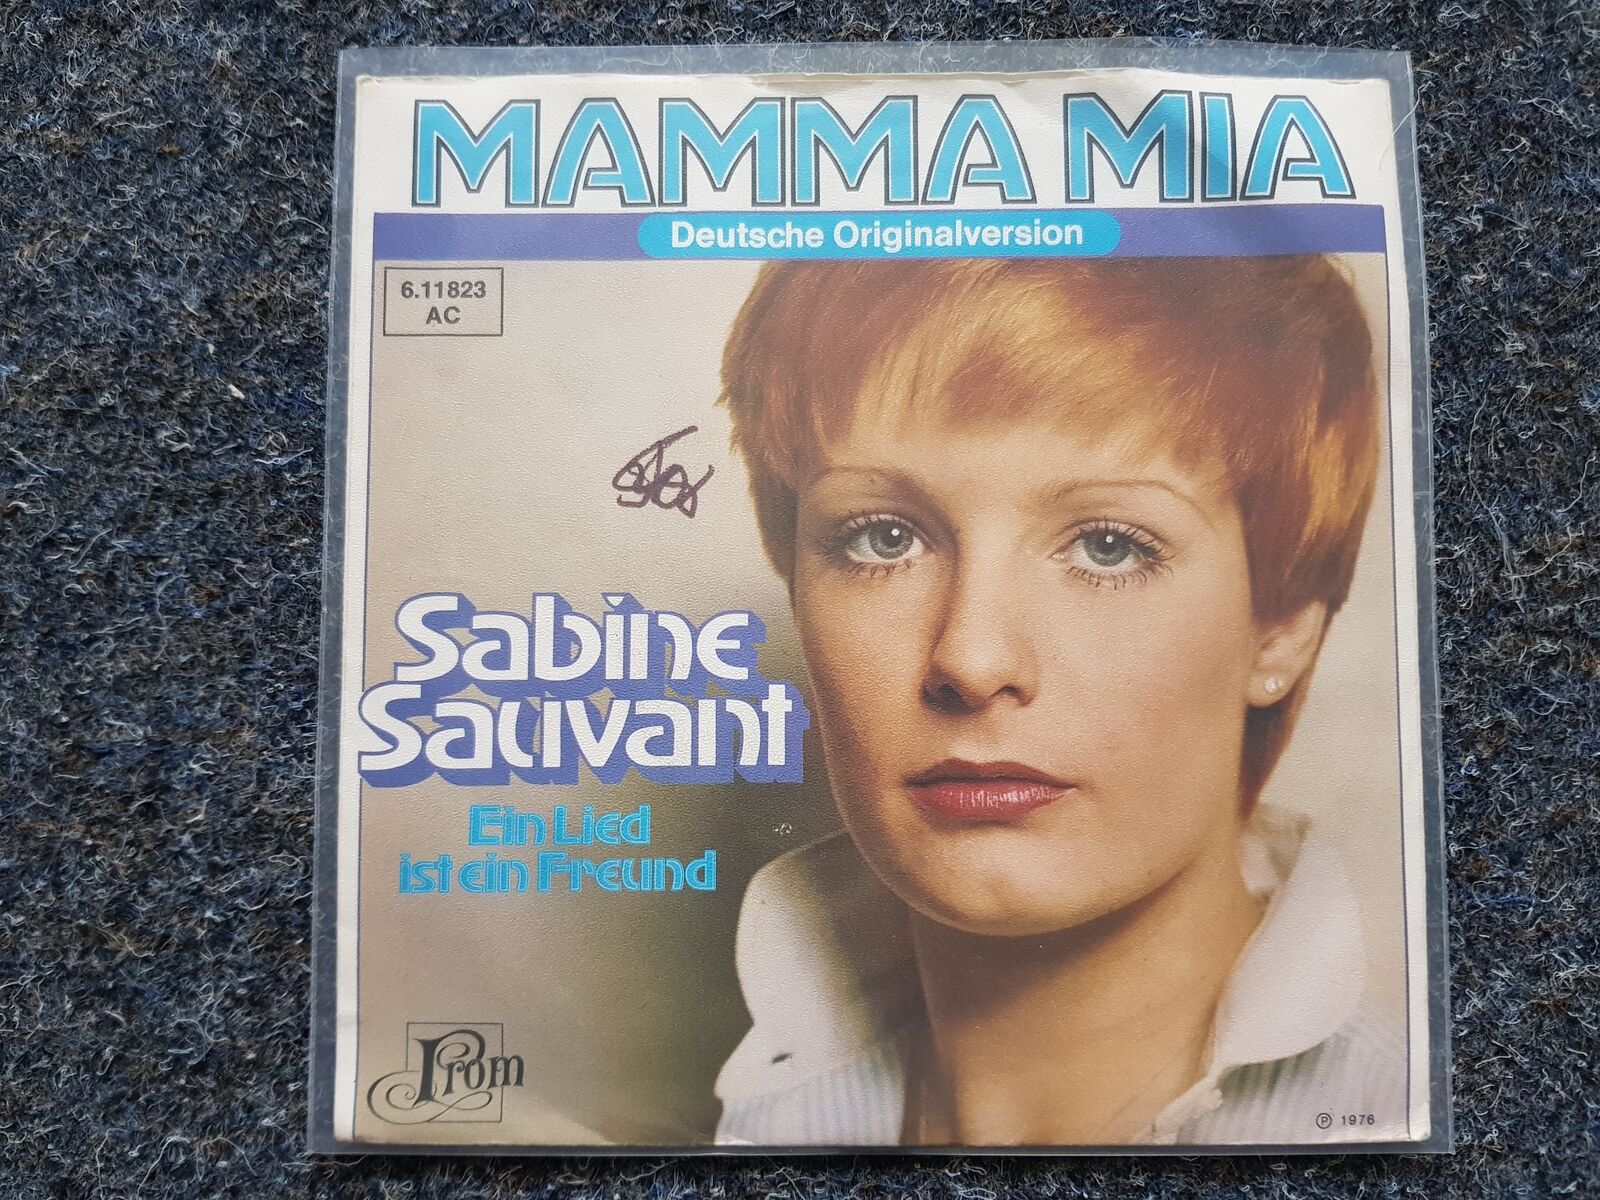 MAMMA MIA
Deutsche Originalversion
6.11823
AC
Sabine
Sauvant
Ein Lied
ist ein Freund
Prom
℗ 1976